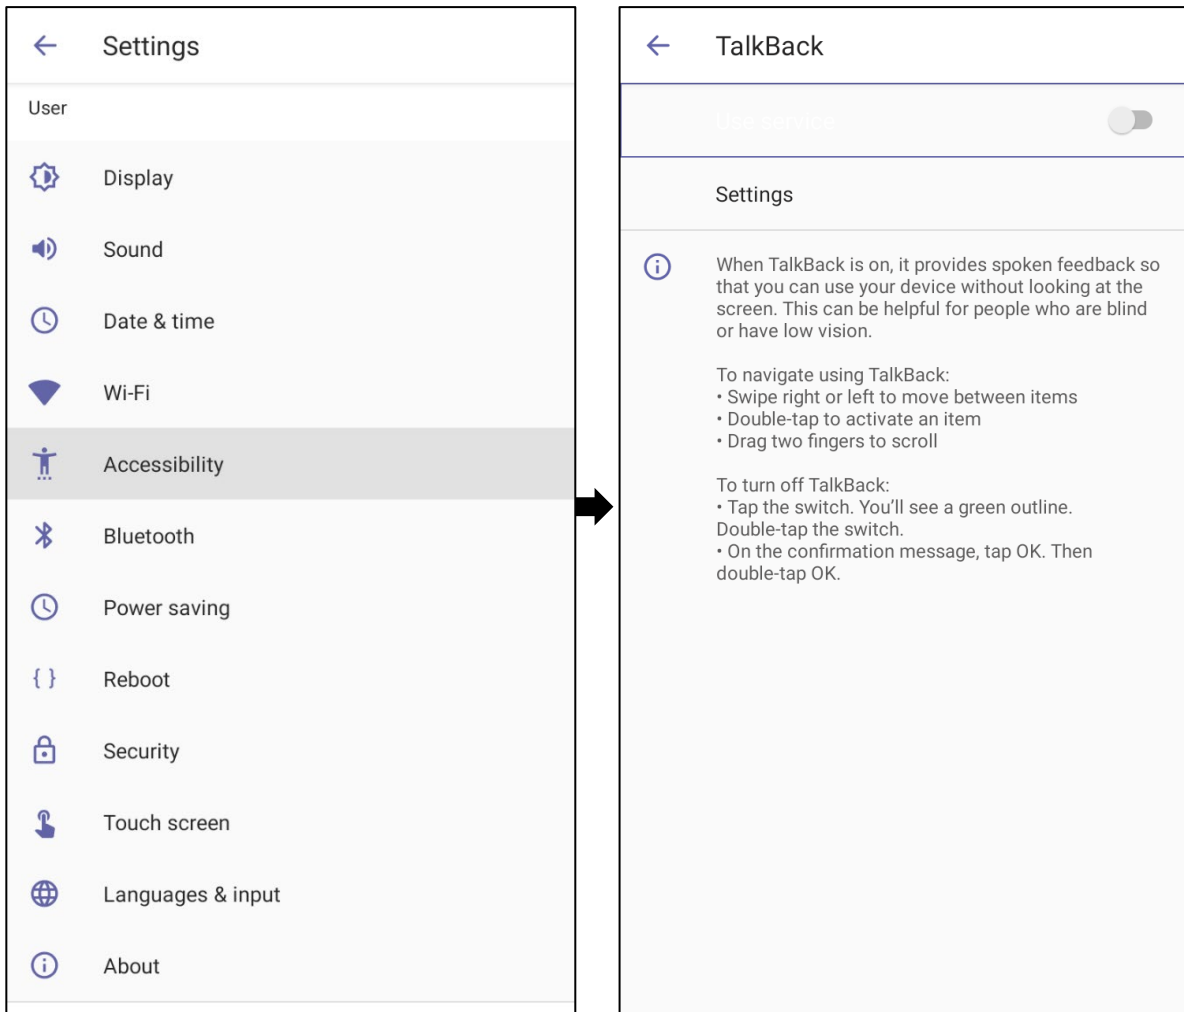 Settings
User
Display
Sound
Date & time
Wi-Fi
Accessibility
Bluetooth
Power saving
Reboot
Security
Touch screen
Languages & input
About
TalkBack
Use service
Settings
When TalkBack is on, it provides spoken feedback so
that you can use your device without looking at the
screen. This can be helpful for people who are blind
or have low vision.
To navigate using TalkBack:
• Swipe right or left to move between items
• Double-tap to activate an item
• Drag two fingers to scroll
To turn off TalkBack:
• Tap the switch. You’ll see a green outline.
Double-tap the switch.
• On the confirmation message, tap OK. Then
double-tap OK.